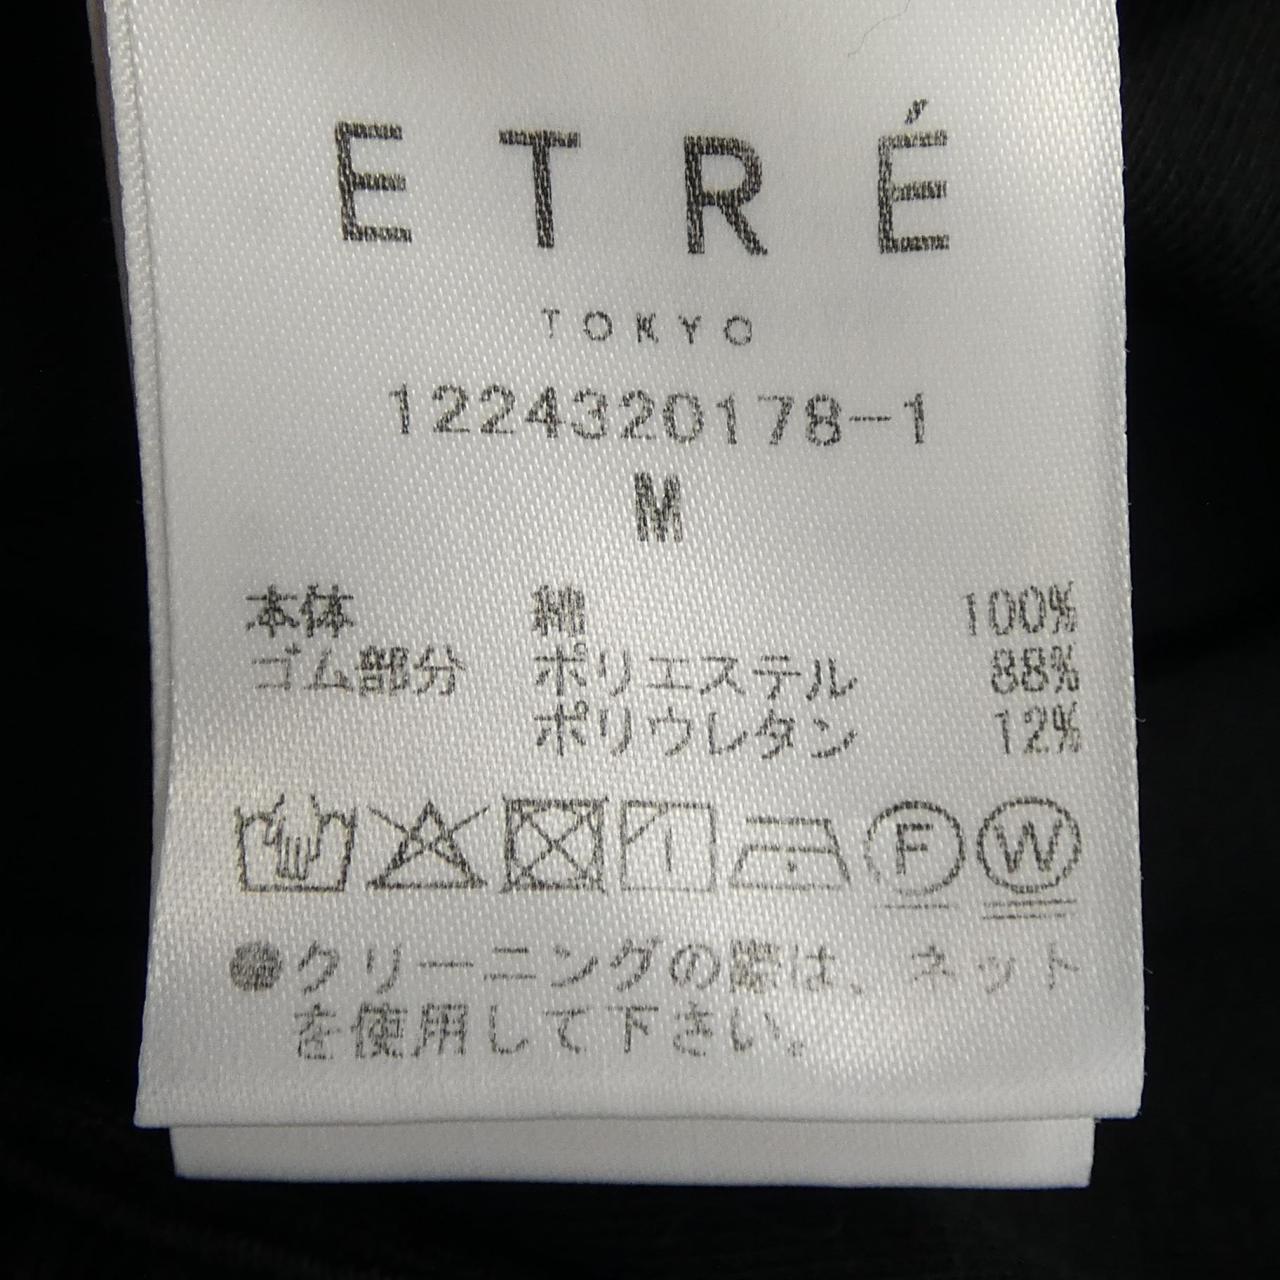 ETRÉ
TOKYO
1224320178-1
M
本体 綿 100%
ゴム部分 ポリエステル 88%
ポリウレタン 12%
F W
●クリーニングの際は、ネット
を使用して下さい。